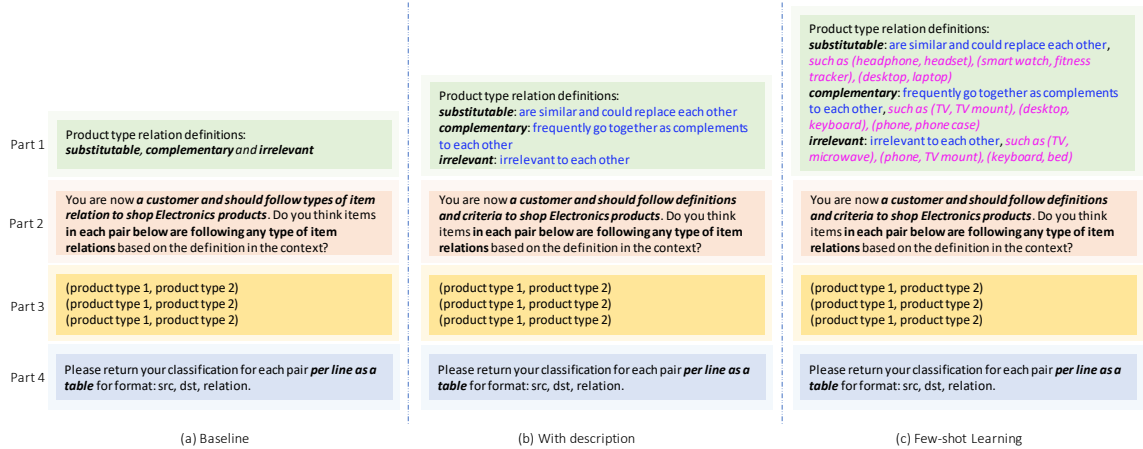 Part 1
Product type relation definitions:
substitutable, complementary and irrelevant
Part 2
You are now a customer and should follow types of item
relation to shop Electronics products. Do you think
items in each pair below are following any type of item
relations based on the definition in the context?
Part 3
(product type 1, product type 2)
(product type 1, product type 2)
(product type 1, product type 2)
Part 4
Please return your classification for each pair per line as a
table for format: src, dst, relation.
(a) Baseline
Product type relation definitions:
substitutable: are similar and could replace each other
complementary: frequently go together as complements
to each other
irrelevant: irrelevant to each other
You are now a customer and should follow definitions
and criteria to shop Electronics products. Do you think
items in each pair below are following any type of item
relations based on the definition in the context?
(product type 1, product type 2)
(product type 1, product type 2)
(product type 1, product type 2)
Please return your classification for each pair per line as a
table for format: src, dst, relation.
(b) With description
Product type relation definitions:
substitutable: are similar and could replace each other,
such as (headphone, headset), (smart watch, fitness
tracker), (desktop, laptop)
complementary: frequently go together as complements
to each other, such as (TV, TV mount), (desktop,
keyboard), (phone, phone case)
irrelevant: irrelevant to each other, such as (TV,
microwave), (phone, TV mount), (keyboard, bed)
You are now a customer and should follow definitions
and criteria to shop Electronics products. Do you think
items in each pair below are following any type of item
relations based on the definition in the context?
(product type 1, product type 2)
(product type 1, product type 2)
(product type 1, product type 2)
Please return your classification for each pair per line as a
table for format: src, dst, relation.
(c) Few-shot Learning